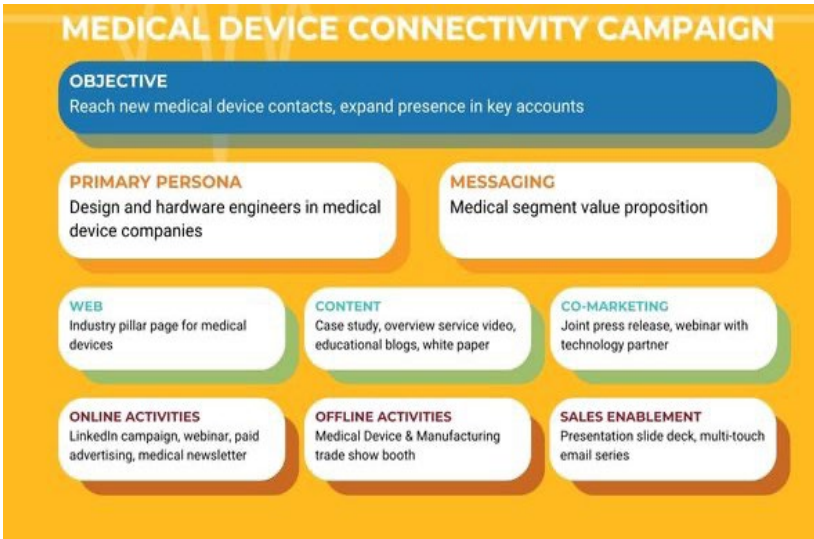 MEDICAL DEVICE CONNECTIVITY CAMPAIGN
OBJECTIVE
Reach new medical device contacts, expand presence in key accounts
PRIMARY PERSONA
Design and hardware engineers in medical
device companies
MESSAGING
Medical segment value proposition
WEB
Industry pillar page for medical
devices
CONTENT
Case study, overview service video,
educational blogs, white paper
CO-MARKETING
Joint press release, webinar with
technology partner
ONLINE ACTIVITIES
LinkedIn campaign, webinar, paid
advertising, medical newsletter
OFFLINE ACTIVITIES
Medical Device & Manufacturing
trade show booth
SALES ENABLEMENT
Presentation slide deck, multi-touch
email series